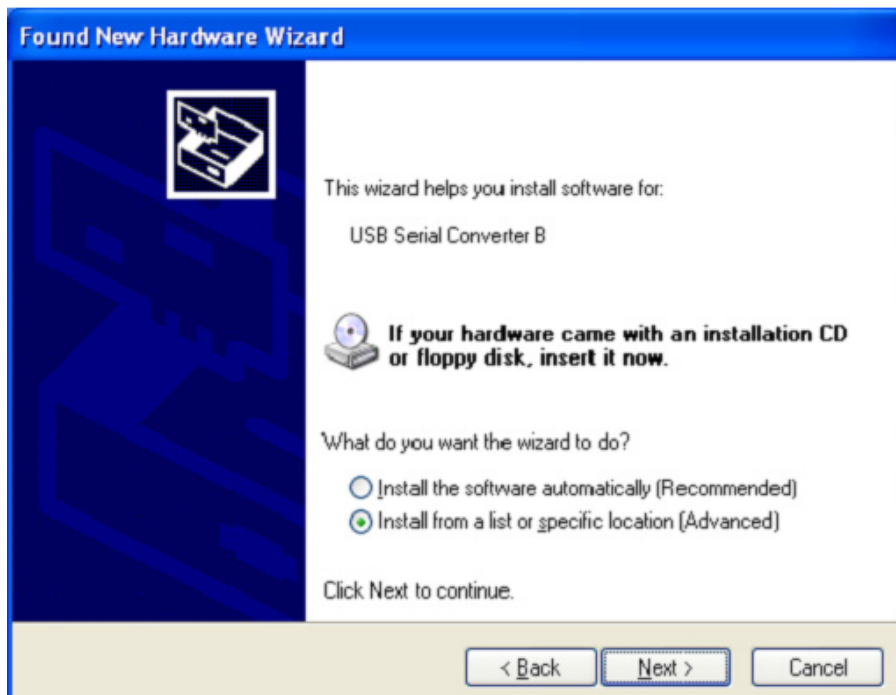 Found New Hardware Wizard
This wizard helps you install software for:
USB Serial Converter B
If your hardware came with an installation CD
or floppy disk, insert it now.
What do you want the wizard to do?
Install the software automatically (Recommended)
Install from a list or specific location (Advanced)
Click Next to continue.
< Back Next > Cancel